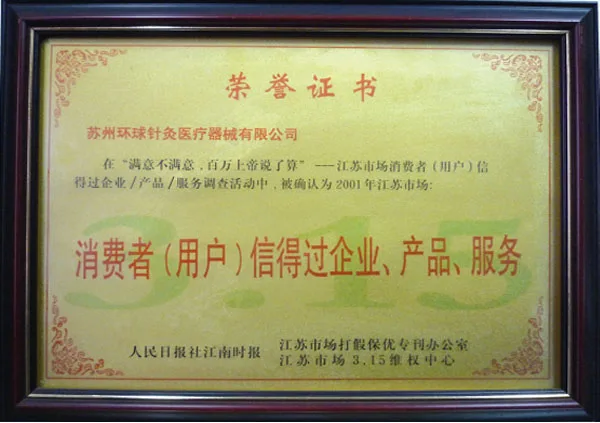 荣誉证书
苏州环球针灸医疗器械有限公司
在“满意不满意，百万上帝说了算”——江苏市场消费者（用户）信
得过企业/产品/服务调查活动中，被确认为2001年江苏市场:
3.15
消费者（用户）信得过企业、产品、服务
人民日报社江南时报
江苏市场打假保优专刊办公室
江苏市场3.15维权中心